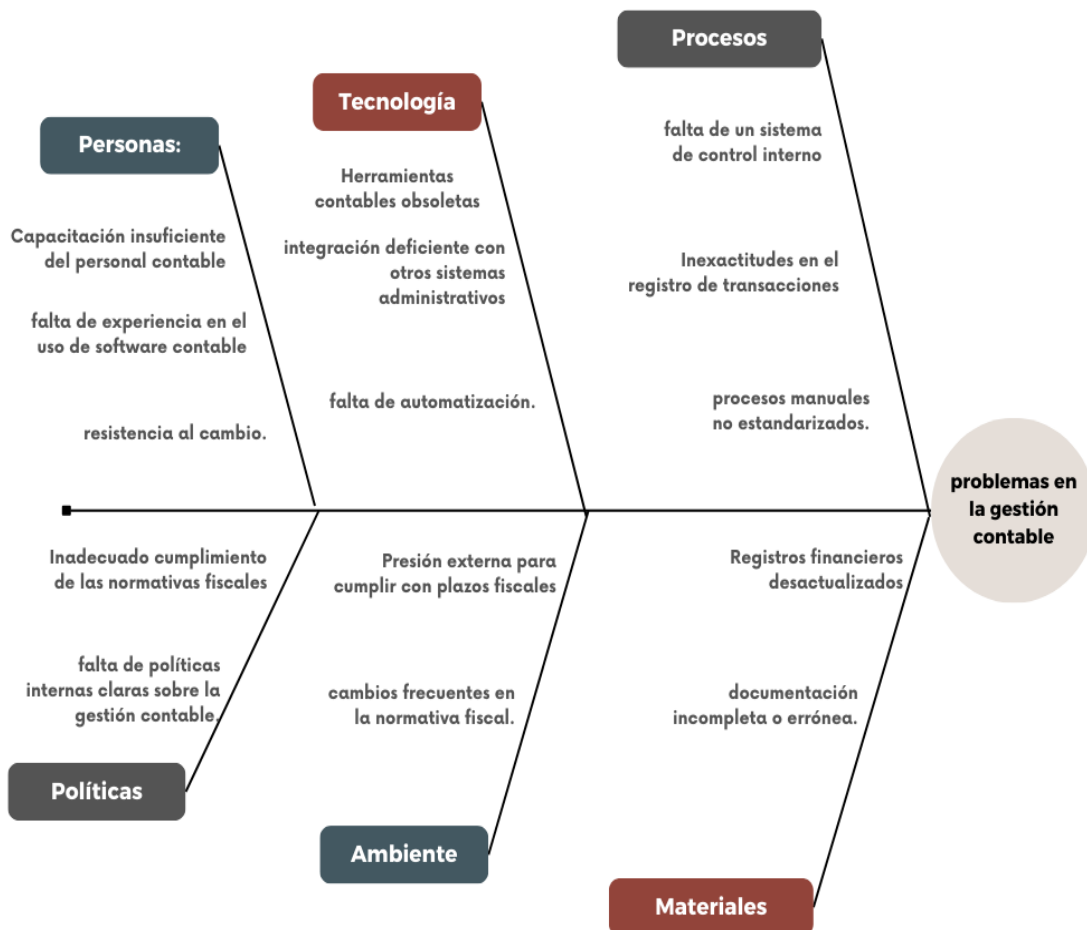 Procesos
falta de un sistema
de control interno
Inexactitudes en el
registro de transacciones
procesos manuales
no estandarizados.
Tecnología
Herramientas
contables obsoletas
integración deficiente con
otros sistemas
administrativos
falta de automatización.
Personas:
Capacitación insuficiente
del personal contable
falta de experiencia en el
uso de software contable
resistencia al cambio.
problemas en
la gestión
contable
Inadecuado cumplimiento
de las normativas fiscales
falta de políticas
internas claras sobre la
gestión contable.
Políticas
Presión externa para
cumplir con plazos fiscales
cambios frecuentes en
la normativa fiscal.
Ambiente
Registros financieros
desactualizados
documentación
incompleta o errónea.
Materiales